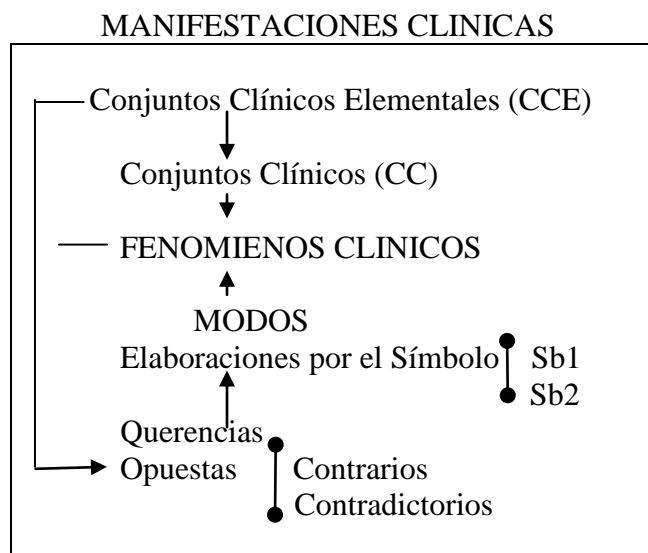 MANIFESTACIONES CLINICAS
Conjuntos Clínicos Elementales (CCE)
Conjuntos Clínicos (CC)
FENOMIENOS CLINICOS
MODOS
Elaboraciones por el Símbolo Sb1
Sb2
Querencias
Opuestas Contrarios
Contradictorios